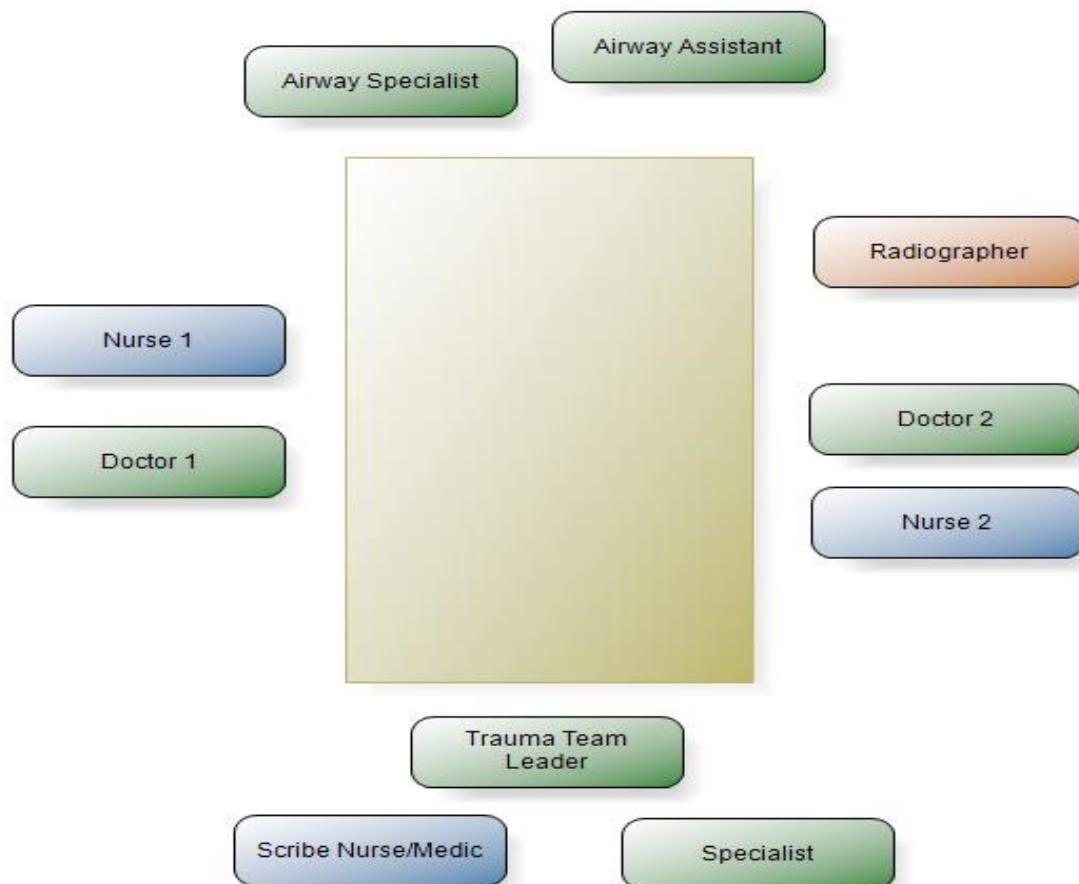 Airway Assistant
Airway Specialist
Radiographer
Nurse 1
Doctor 2
Doctor 1
Nurse 2
Trauma Team
Leader
Scribe Nurse/Medic
Specialist